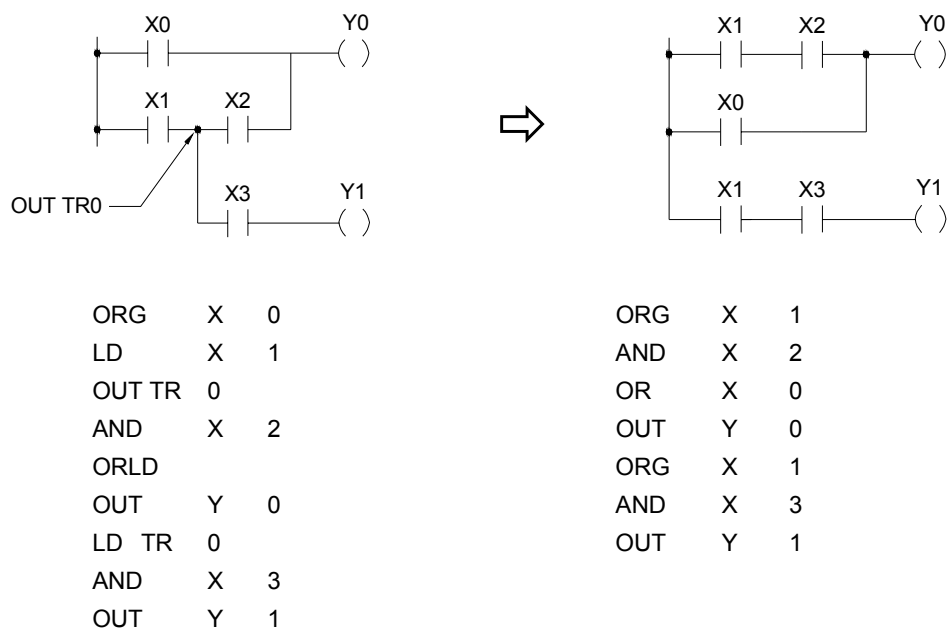 X0 Y0
X1 X2
X3 Y1
OUT TR0
X1 X2 Y0
X0
X1 X3 Y1
ORG X 0
LD X 1
OUT TR 0
AND X 2
ORLD
OUT Y 0
LD TR 0
AND X 3
OUT Y 1
ORG X 1
AND X 2
OR X 0
OUT Y 0
ORG X 1
AND X 3
OUT Y 1